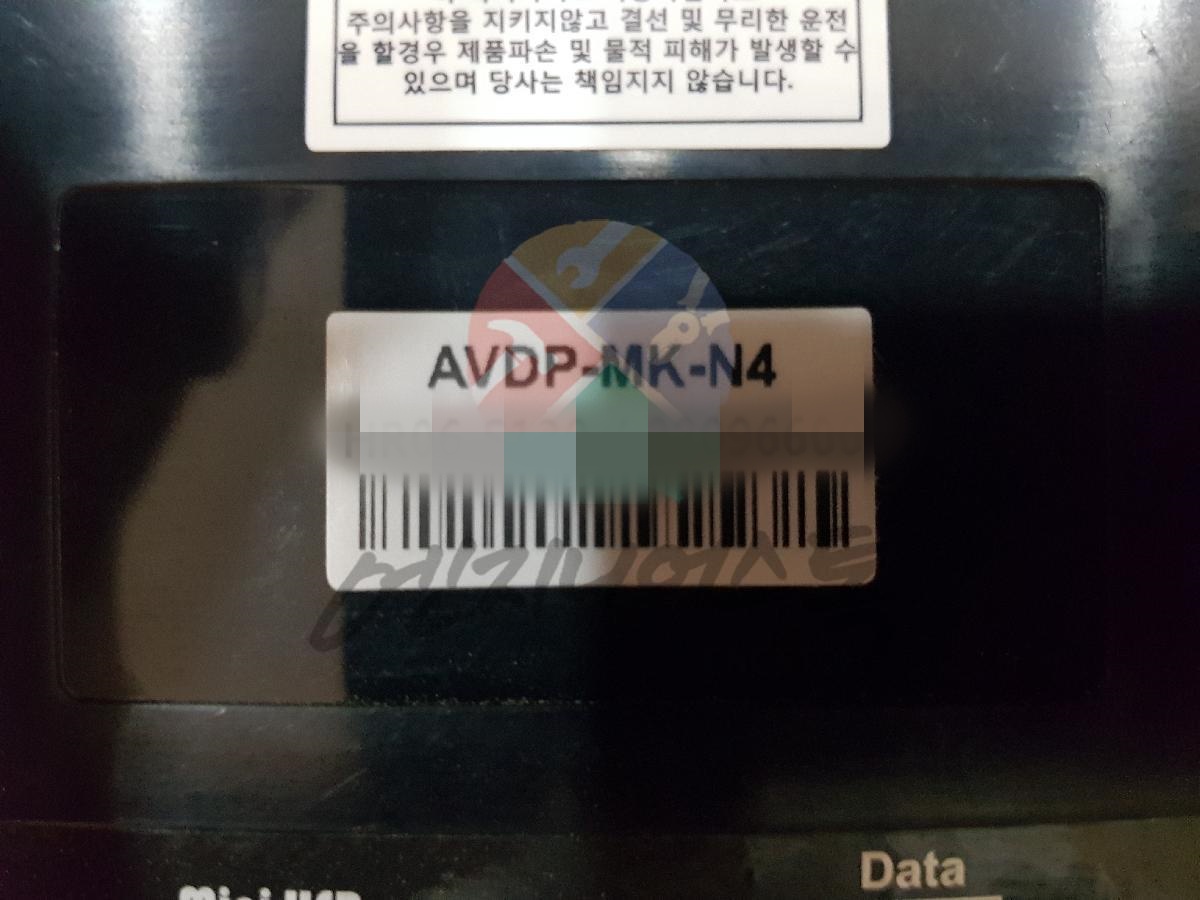 주의사항을 지키지않고 결선 및 무리한 운전
을 할경우 제품파손 및 물적 피해가 발생할 수
있으며 당사는 책임지지 않습니다.
AVDP-MK-N4
Data